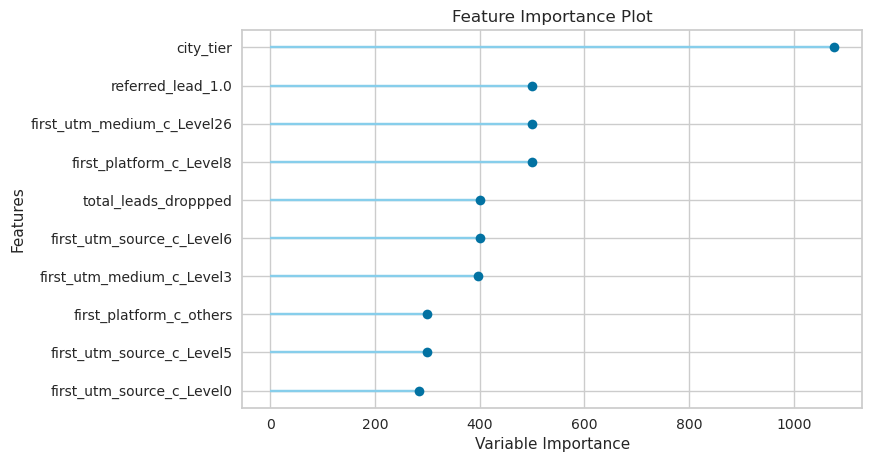 Feature Importance Plot
city_tier
referred_lead_1.0
first_utm_medium_c_Level26
first_platform_c_Level8
total_leads_droppped
first_utm_source_c_Level6
first_utm_medium_c_Level3
first_platform_c_others
first_utm_source_c_Level5
first_utm_source_c_Level0
Features
0 200 400 600 800 1000
Variable Importance